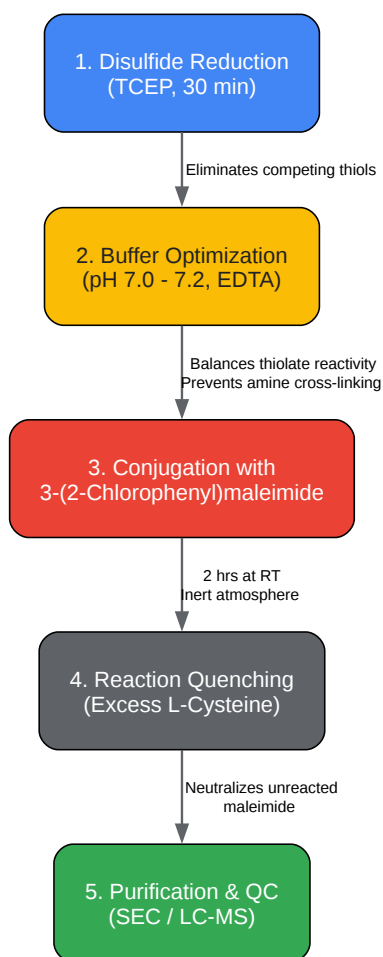 1. Disulfide Reduction
(TCEP, 30 min)
Eliminates competing thiols
2. Buffer Optimization
(pH 7.0 - 7.2, EDTA)
Balances thiolate reactivity
Prevents amine cross-linking
3. Conjugation with
3-(2-Chlorophenyl)maleimide
2 hrs at RT
Inert atmosphere
4. Reaction Quenching
(Excess L-Cysteine)
Neutralizes unreacted
maleimide
5. Purification & QC
(SEC / LC-MS)